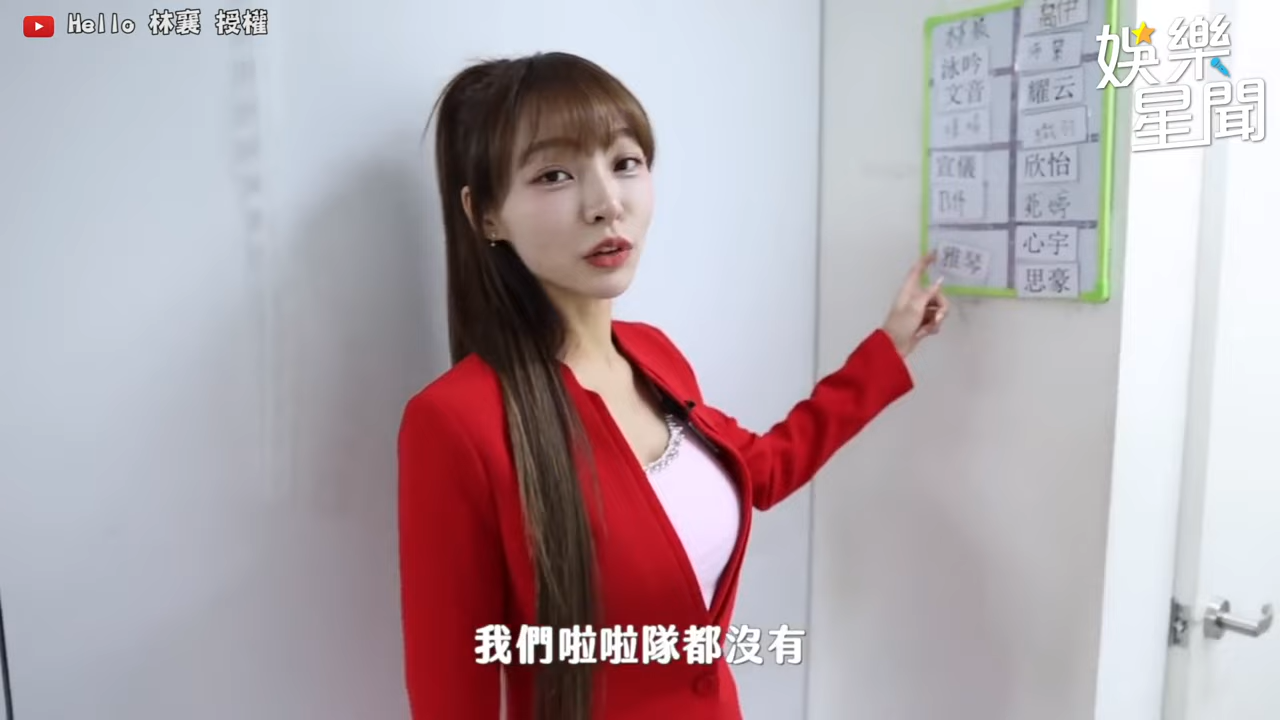 Hello 林襄 授權
娛樂
星聞
泳吟
文音
宣儀
雅琴
耀云
欣怡
心宇
思豪
我們啦啦隊都沒有